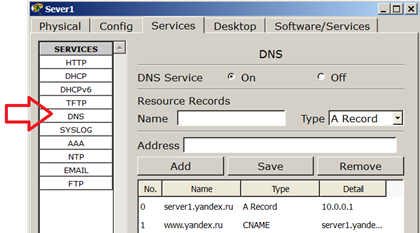 Sever1
Physical Config Services Desktop Software/Services
SERVICES
HTTP
DHCP
DHCPv6
TFTP
DNS
SYSLOG
AAA
NTP
EMAIL
FTP
DNS
DNS Service On Off
Resource Records
Name Type A Record
Address
Add Save Remove
No. Name Type Detail
0 server1.yandex.ru A Record 10.0.0.1
1 www.yandex.ru CNAME server1.yande...